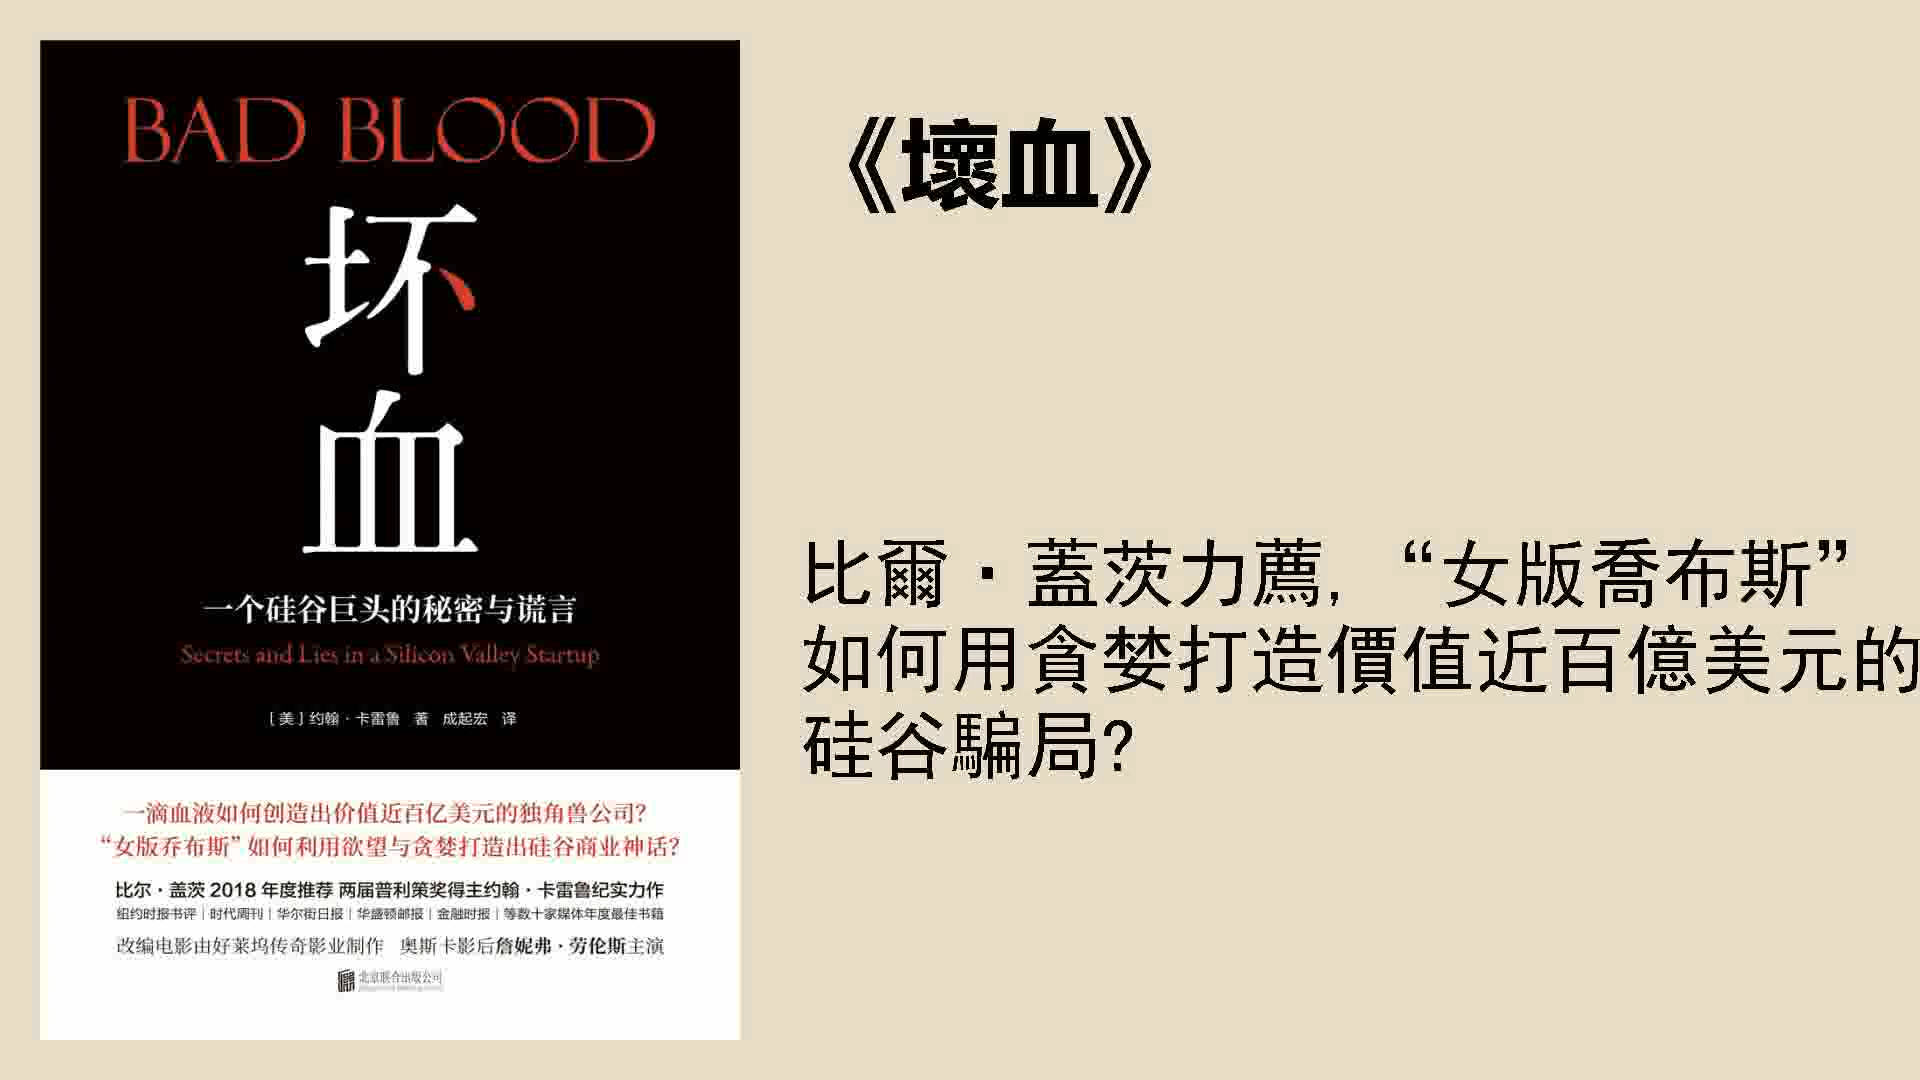 BAD BLOOD
坏
血
一个硅谷巨头的秘密与谎言
Secrets and Lies in a Silicon Valley Startup
[美]约翰·卡雷鲁 著 成起宏 译
一滴血液如何创造出价值近百亿美元的独角兽公司?
“女版乔布斯”如何利用欲望与贪婪打造出硅谷商业神话?
比尔·盖茨 2018 年度推荐 两届普利策奖得主约翰·卡雷鲁纪实力作
纽约时报书评|时代周刊|华尔街日报|华盛顿邮报|金融时报|等数十家媒体年度最佳书籍
改编电影由好莱坞传奇影业制作 奥斯卡影后詹妮弗·劳伦斯主演
北京联合出版公司
《壞血》
比爾·蓋茨力薦,“女版喬布斯”
如何用貪婪打造價值近百億美元的
硅谷騙局?